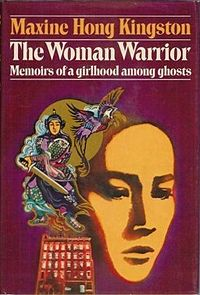 Maxine Hong Kingston
The Woman Warrior
Memoirs of a girlhood among ghosts